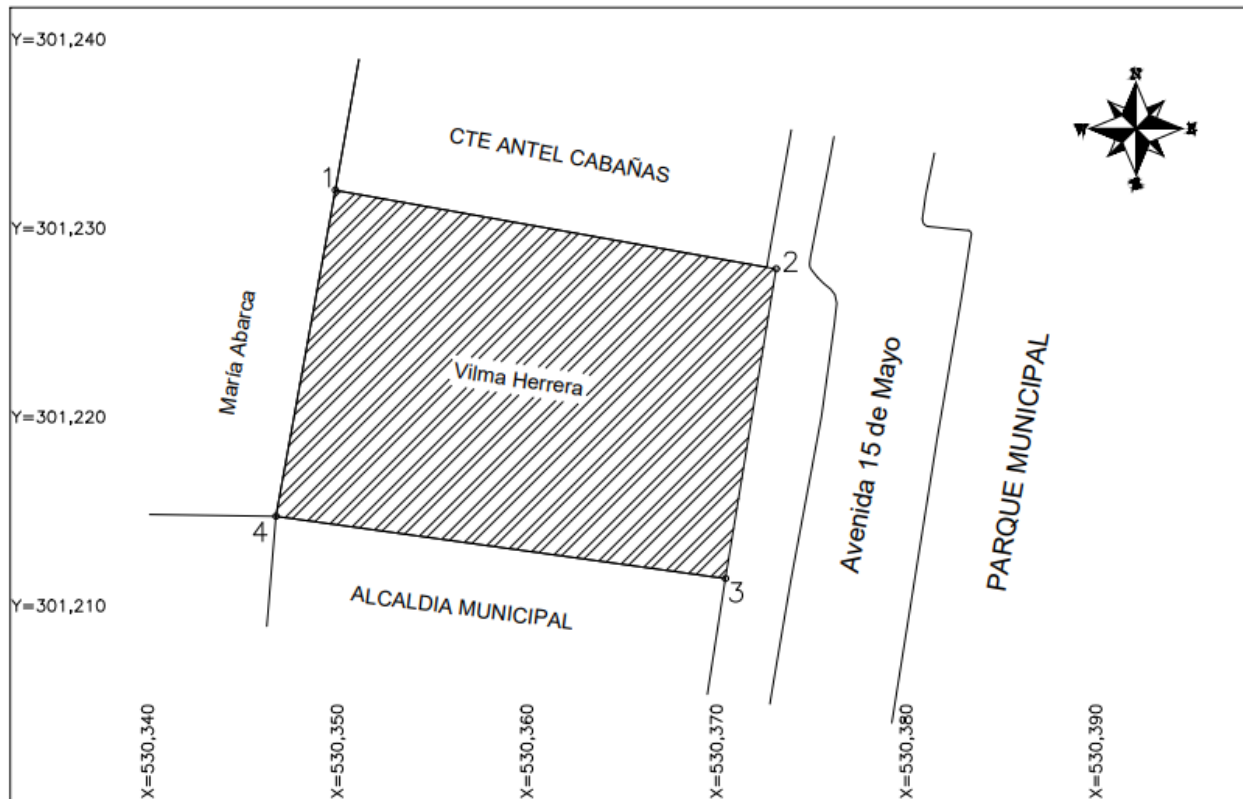 Y=301,240
N
W
E
S
CTE ANTEL CABAÑAS
1
Y=301,230
2
María Abarca
Vilma Herrera
Avenida 15 de Mayo
PARQUE MUNICIPAL
Y=301,220
4
3
ALCALDIA MUNICIPAL
Y=301,210
X=530,340
X=530,350
X=530,360
X=530,370
X=530,380
X=530,390